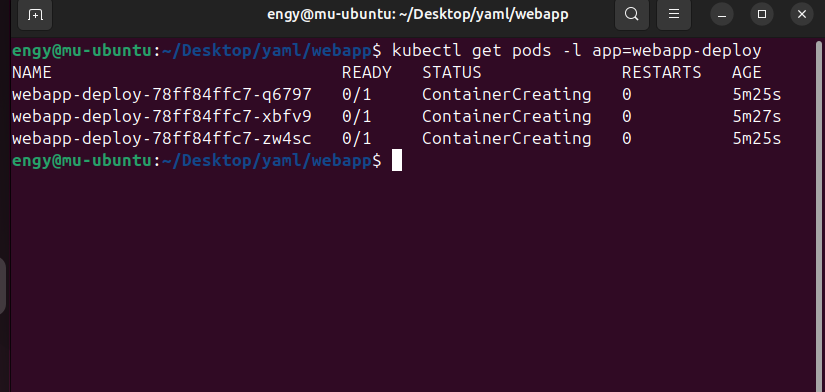 engy@mu-ubuntu: ~/Desktop/yaml/webapp
engy@mu-ubuntu:~/Desktop/yaml/webapp$ kubectl get pods -l app=webapp-deploy
NAME                             READY   STATUS              RESTARTS   AGE
webapp-deploy-78ff84ffc7-q6797   0/1     ContainerCreating   0          5m25s
webapp-deploy-78ff84ffc7-xbfv9   0/1     ContainerCreating   0          5m27s
webapp-deploy-78ff84ffc7-zw4sc   0/1     ContainerCreating   0          5m25s
engy@mu-ubuntu:~/Desktop/yaml/webapp$